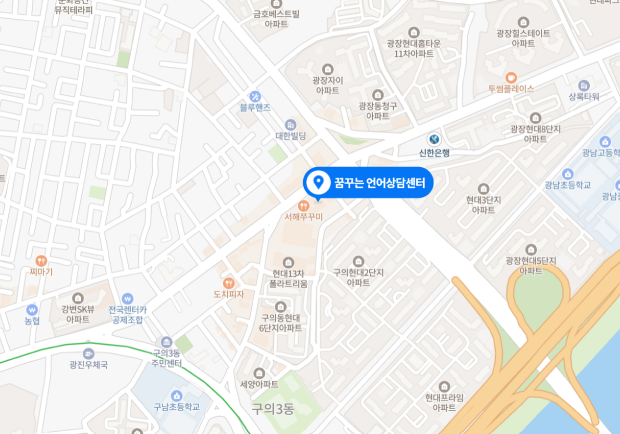 뮤직테라피
금호베스트빌
아파트
광장현대홈타운
11차아파트
광장힐스테이트
아파트
광장자이
아파트
투썸플레이스
상록타워
블루핸즈
광장동청구
아파트
대한빌딩
광장현대8단지
아파트
신한은행
광남고등학교
꿈꾸는 언어상담센터
광남초등학교
광남
현대3단지
아파트
서해쭈꾸미
찌마기
현대13차
폴라트리움
구의현대2단지
아파트
광장현대5단지
아파트
도치피자
농협
강변SK뷰
아파트
전국렌터카
공제조합
구의동현대
6단지아파트
구의3동
주민센터
광진우체국
세양아파트
구남초등학교
구의3동
현대프라임
아파트